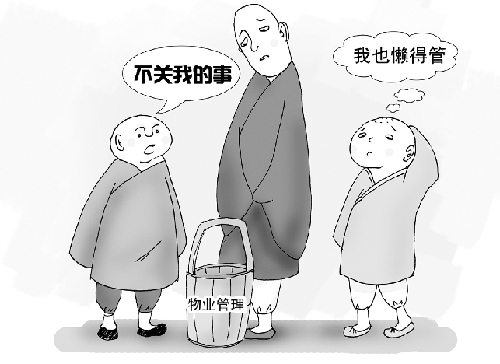 不关我的事
我也懒得管
物业管理